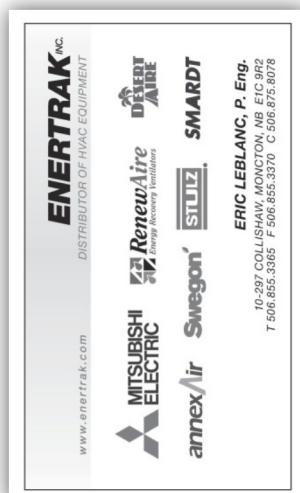 ENERTRAK INC.
DISTRIBUTOR OF HVAC EQUIPMENT
www.enertrak.com
MITSUBISHI
ELECTRIC
RenewAire
Energy Recovery Ventilators
DESERT
AIRE
annexAir
Swegon
STULZ
SMARDT
ERIC LEBLANC, P. Eng.
10-297 COLLISHAW, MONCTON, NB E1C 9R2
T 506.855.3365 F 506.855.3370 C 506.875.8078